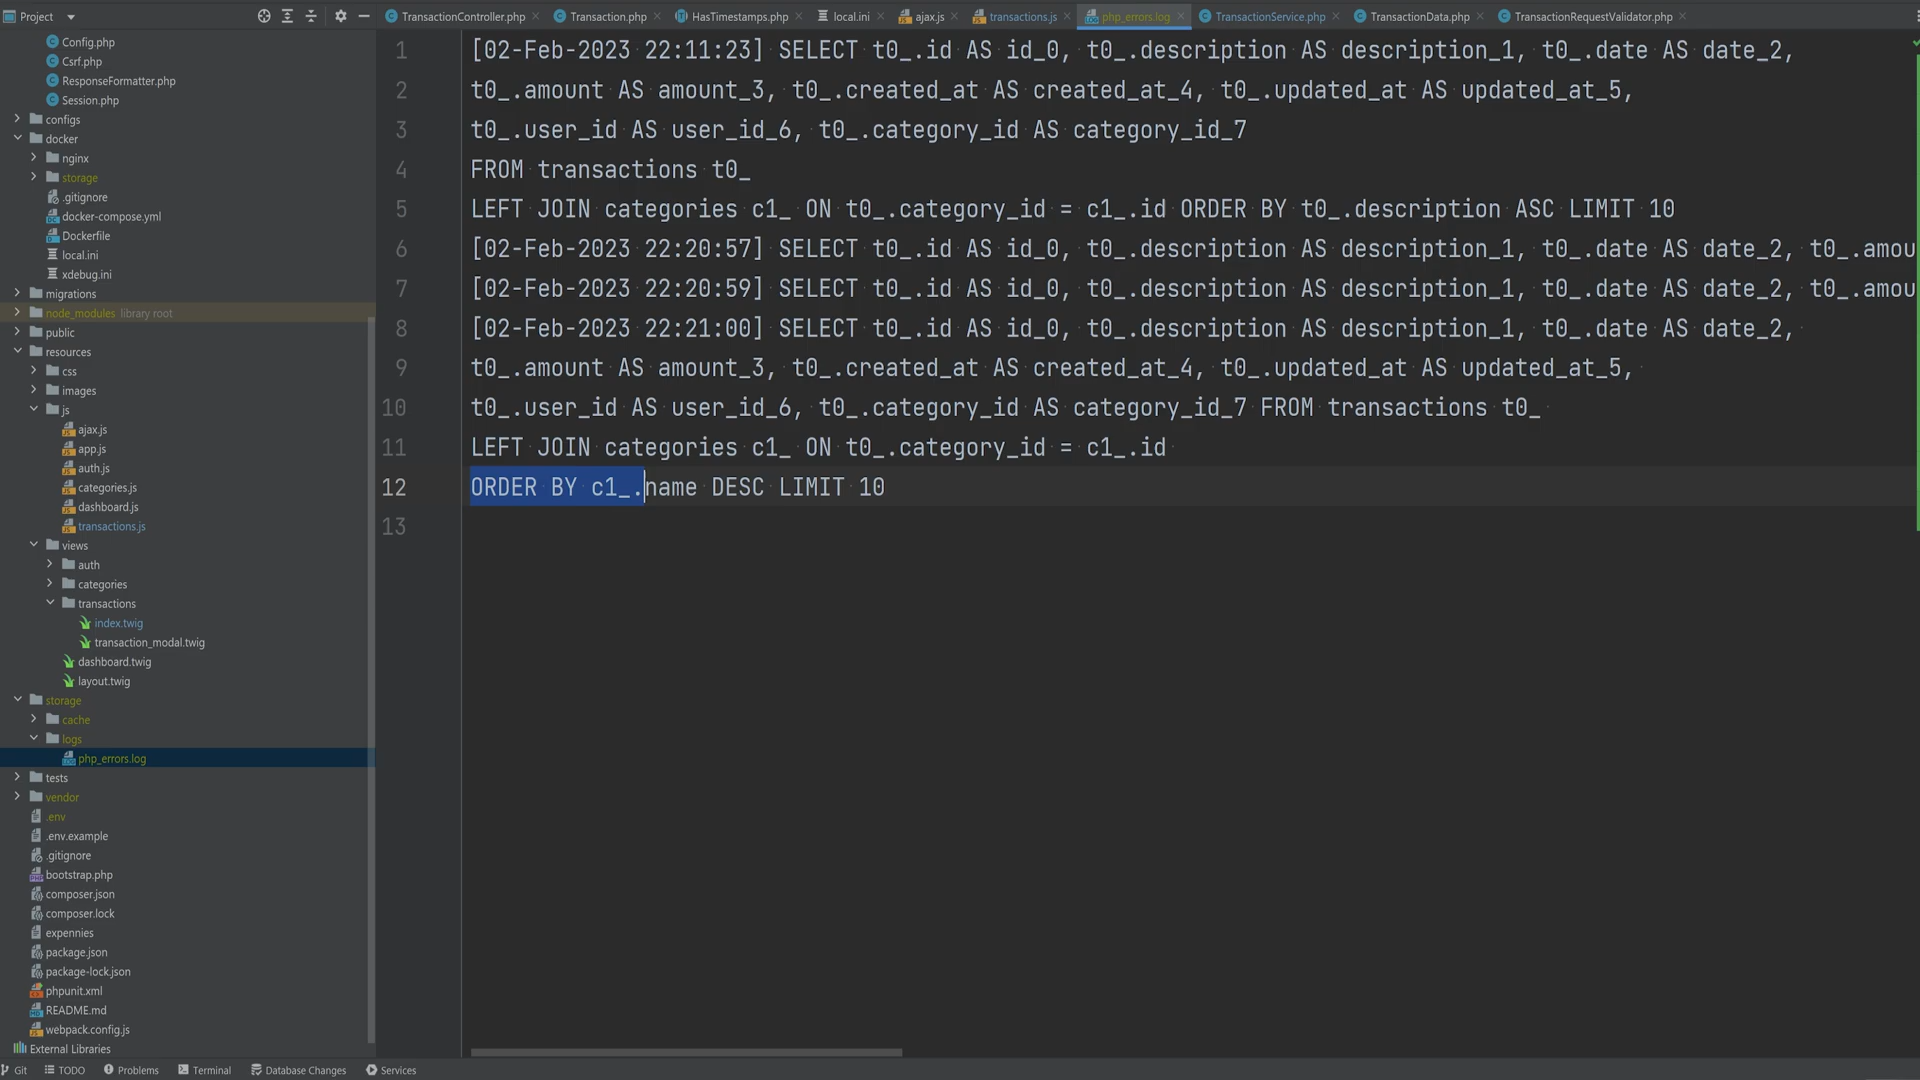 Project
TransactionController.php
Transaction.php
HasTimestamps.php
local.ini
ajax.js
transactions.js
php_errors.log
TransactionService.php
TransactionData.php
TransactionRequestValidator.php
Config.php
Csrf.php
ResponseFormatter.php
Session.php
configs
docker
nginx
storage
.gitignore
docker-compose.yml
Dockerfile
local.ini
xdebug.ini
migrations
node_modules library root
public
resources
css
images
js
ajax.js
app.js
auth.js
categories.js
dashboard.js
transactions.js
views
auth
categories
transactions
index.twig
transaction_modal.twig
dashboard.twig
layout.twig
storage
cache
logs
php_errors.log
tests
vendor
.env
.env.example
.gitignore
bootstrap.php
composer.json
composer.lock
expennies
package.json
package-lock.json
phpunit.xml
README.md
webpack.config.js
External Libraries
1 [02-Feb-2023 22:11:23] SELECT t0_.id AS id_0, t0_.description AS description_1, t0_.date AS date_2,
2 t0_.amount AS amount_3, t0_.created_at AS created_at_4, t0_.updated_at AS updated_at_5,
3 t0_.user_id AS user_id_6, t0_.category_id AS category_id_7
4 FROM transactions t0_
5 LEFT JOIN categories c1_ ON t0_.category_id = c1_.id ORDER BY t0_.description ASC LIMIT 10
6 [02-Feb-2023 22:20:57] SELECT t0_.id AS id_0, t0_.description AS description_1, t0_.date AS date_2, t0_.amou
7 [02-Feb-2023 22:20:59] SELECT t0_.id AS id_0, t0_.description AS description_1, t0_.date AS date_2, t0_.amou
8 [02-Feb-2023 22:21:00] SELECT t0_.id AS id_0, t0_.description AS description_1, t0_.date AS date_2,
9 t0_.amount AS amount_3, t0_.created_at AS created_at_4, t0_.updated_at AS updated_at_5,
10 t0_.user_id AS user_id_6, t0_.category_id AS category_id_7 FROM transactions t0_
11 LEFT JOIN categories c1_ ON t0_.category_id = c1_.id
12 ORDER BY c1_.name DESC LIMIT 10
13
Git
TODO
Problems
Terminal
Database Changes
Services